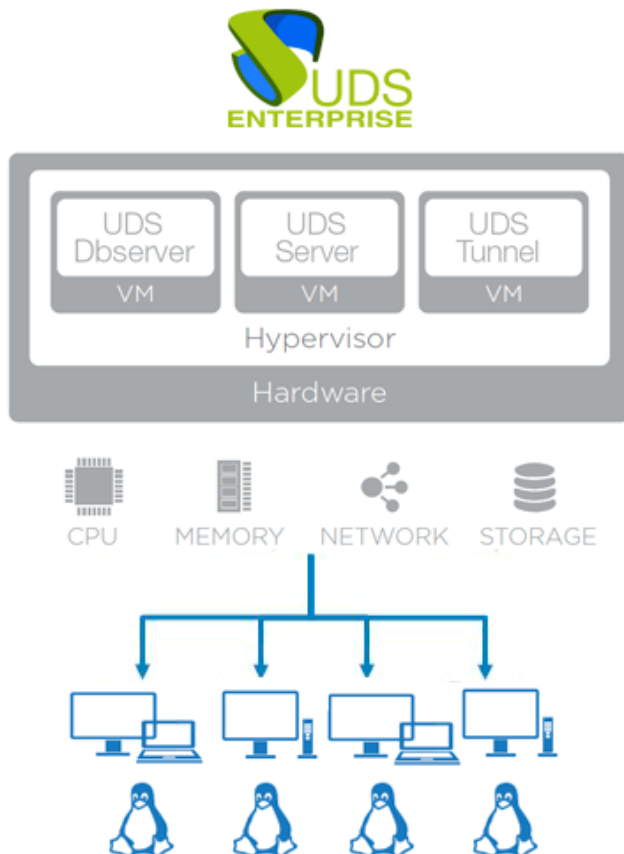 UDS
ENTERPRISE
UDS
Dbserver
VM
UDS
Server
VM
UDS
Tunnel
VM
Hypervisor
Hardware
CPU
MEMORY
NETWORK
STORAGE